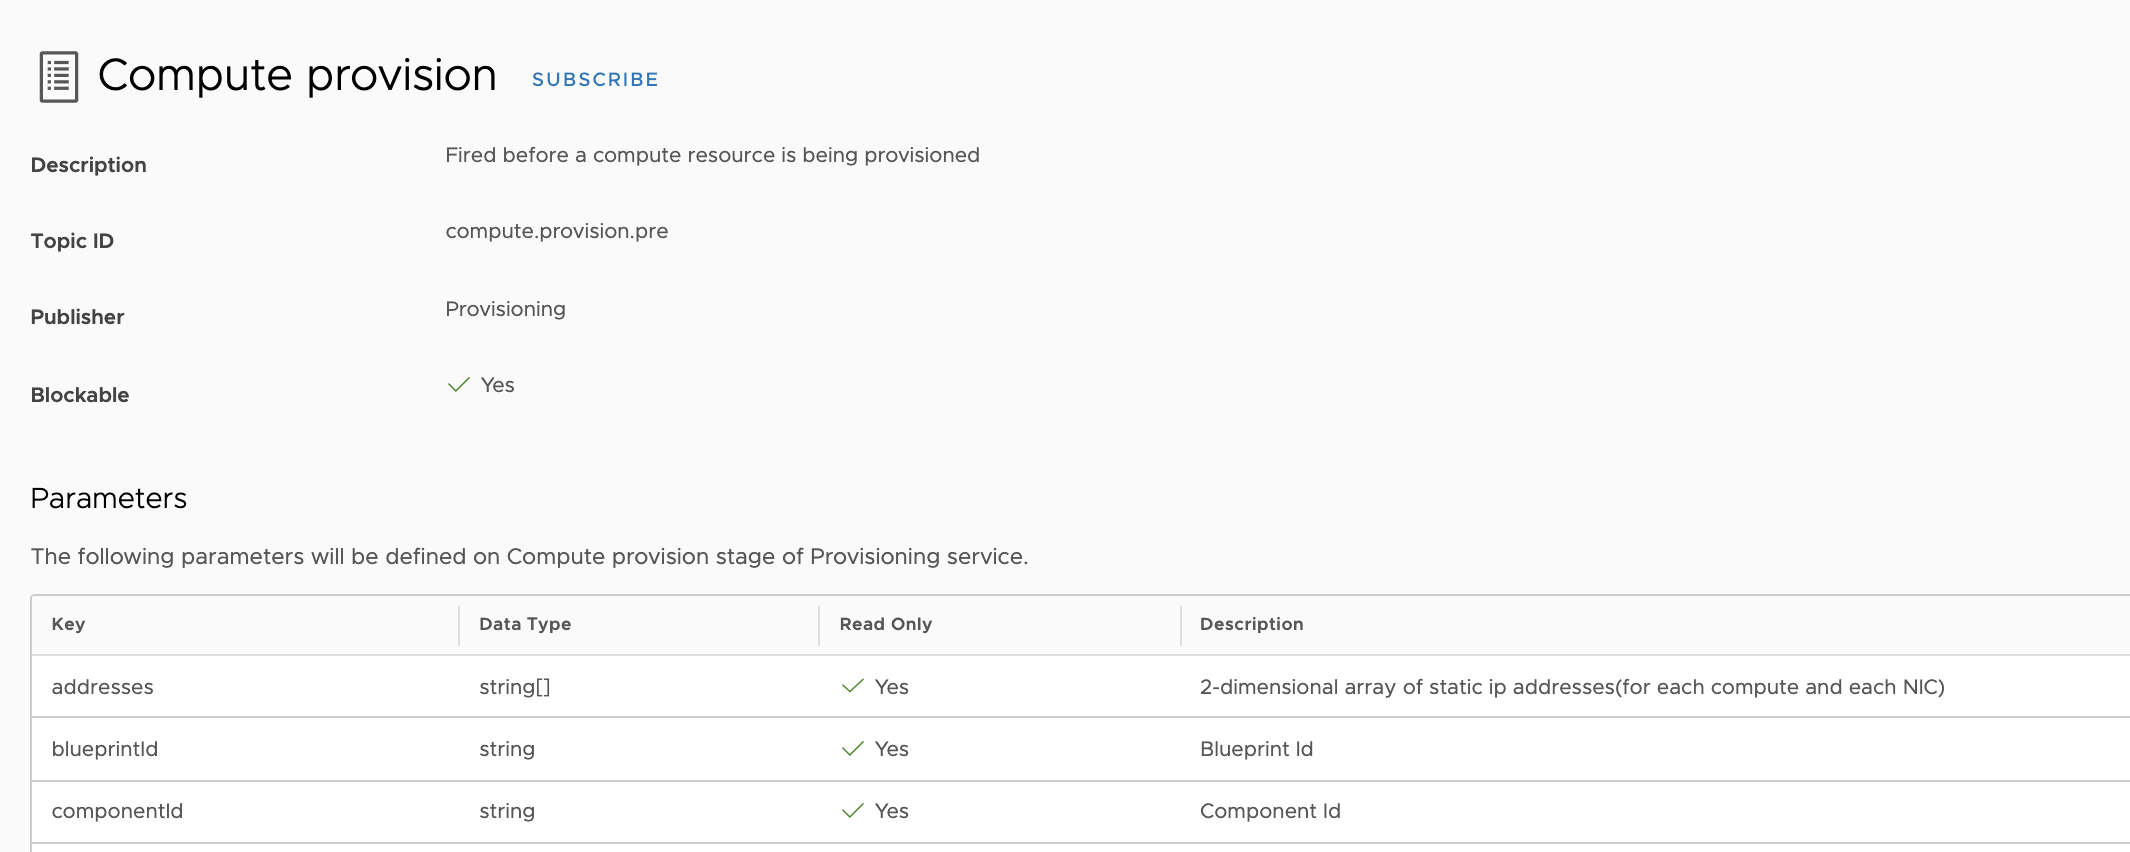 Compute provision SUBSCRIBE
Description Fired before a compute resource is being provisioned
Topic ID compute.provision.pre
Publisher Provisioning
Blockable Yes
Parameters
The following parameters will be defined on Compute provision stage of Provisioning service.
Key Data Type Read Only Description
addresses string[] Yes 2-dimensional array of static ip addresses(for each compute and each NIC)
blueprintId string Yes Blueprint Id
componentId string Yes Component Id